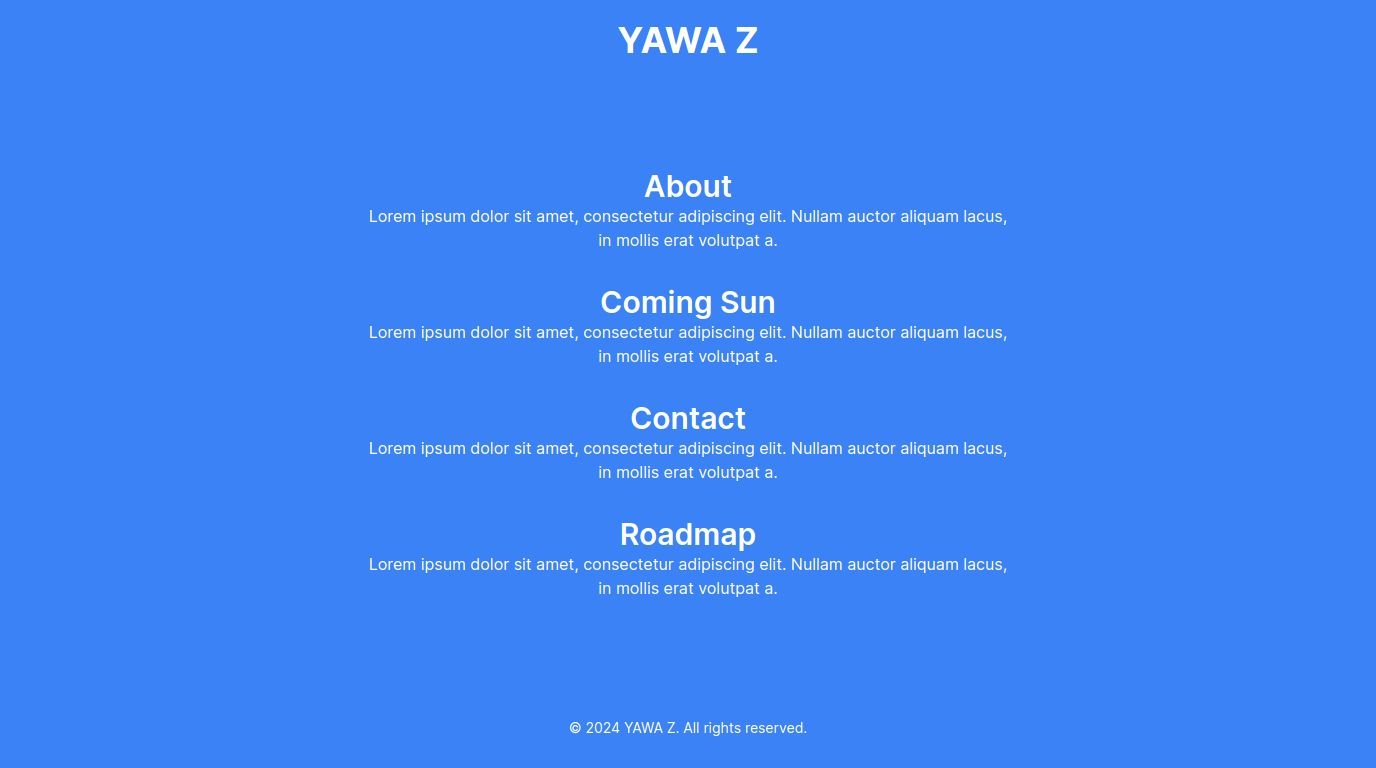 YAWA Z
About
Lorem ipsum dolor sit amet, consectetur adipiscing elit. Nullam auctor aliquam lacus,
in mollis erat volutpat a.
Coming Sun
Lorem ipsum dolor sit amet, consectetur adipiscing elit. Nullam auctor aliquam lacus,
in mollis erat volutpat a.
Contact
Lorem ipsum dolor sit amet, consectetur adipiscing elit. Nullam auctor aliquam lacus,
in mollis erat volutpat a.
Roadmap
Lorem ipsum dolor sit amet, consectetur adipiscing elit. Nullam auctor aliquam lacus,
in mollis erat volutpat a.
© 2024 YAWA Z. All rights reserved.